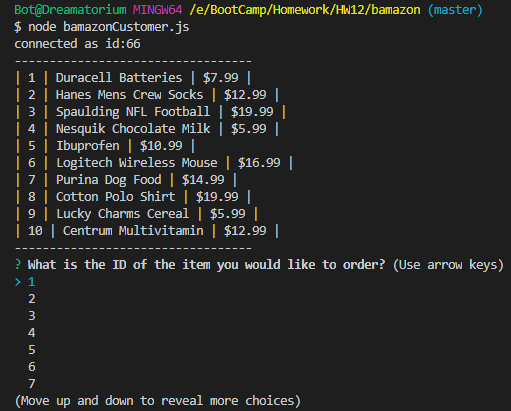 Bot@Dreamatorium MINGW64 /e/BootCamp/Homework/HW12/bamazon (master)
$ node bamazonCustomer.js
connected as id:66
----------------------------------
| 1 | Duracell Batteries | $7.99 |
| 2 | Hanes Mens Crew Socks | $12.99 |
| 3 | Spaulding NFL Football | $19.99 |
| 4 | Nesquik Chocolate Milk | $5.99 |
| 5 | Ibuprofen | $10.99 |
| 6 | Logitech Wireless Mouse | $16.99 |
| 7 | Purina Dog Food | $14.99 |
| 8 | Cotton Polo Shirt | $19.99 |
| 9 | Lucky Charms Cereal | $5.99 |
| 10 | Centrum Multivitamin | $12.99 |
----------------------------------
? What is the ID of the item you would like to order? (Use arrow keys)
> 1
2
3
4
5
6
7
(Move up and down to reveal more choices)